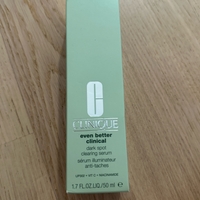 C
CLINIQUE
even better
clinical
dark spot
clearing serum
sérum illuminateur
anti-taches
1.7 FL.OZ.LIQ./50 ml e